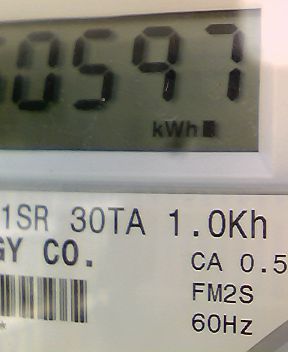 0597
kWh
1SR 30TA 1.0Kh
GY CO.
CA 0.5
FM2S
60Hz